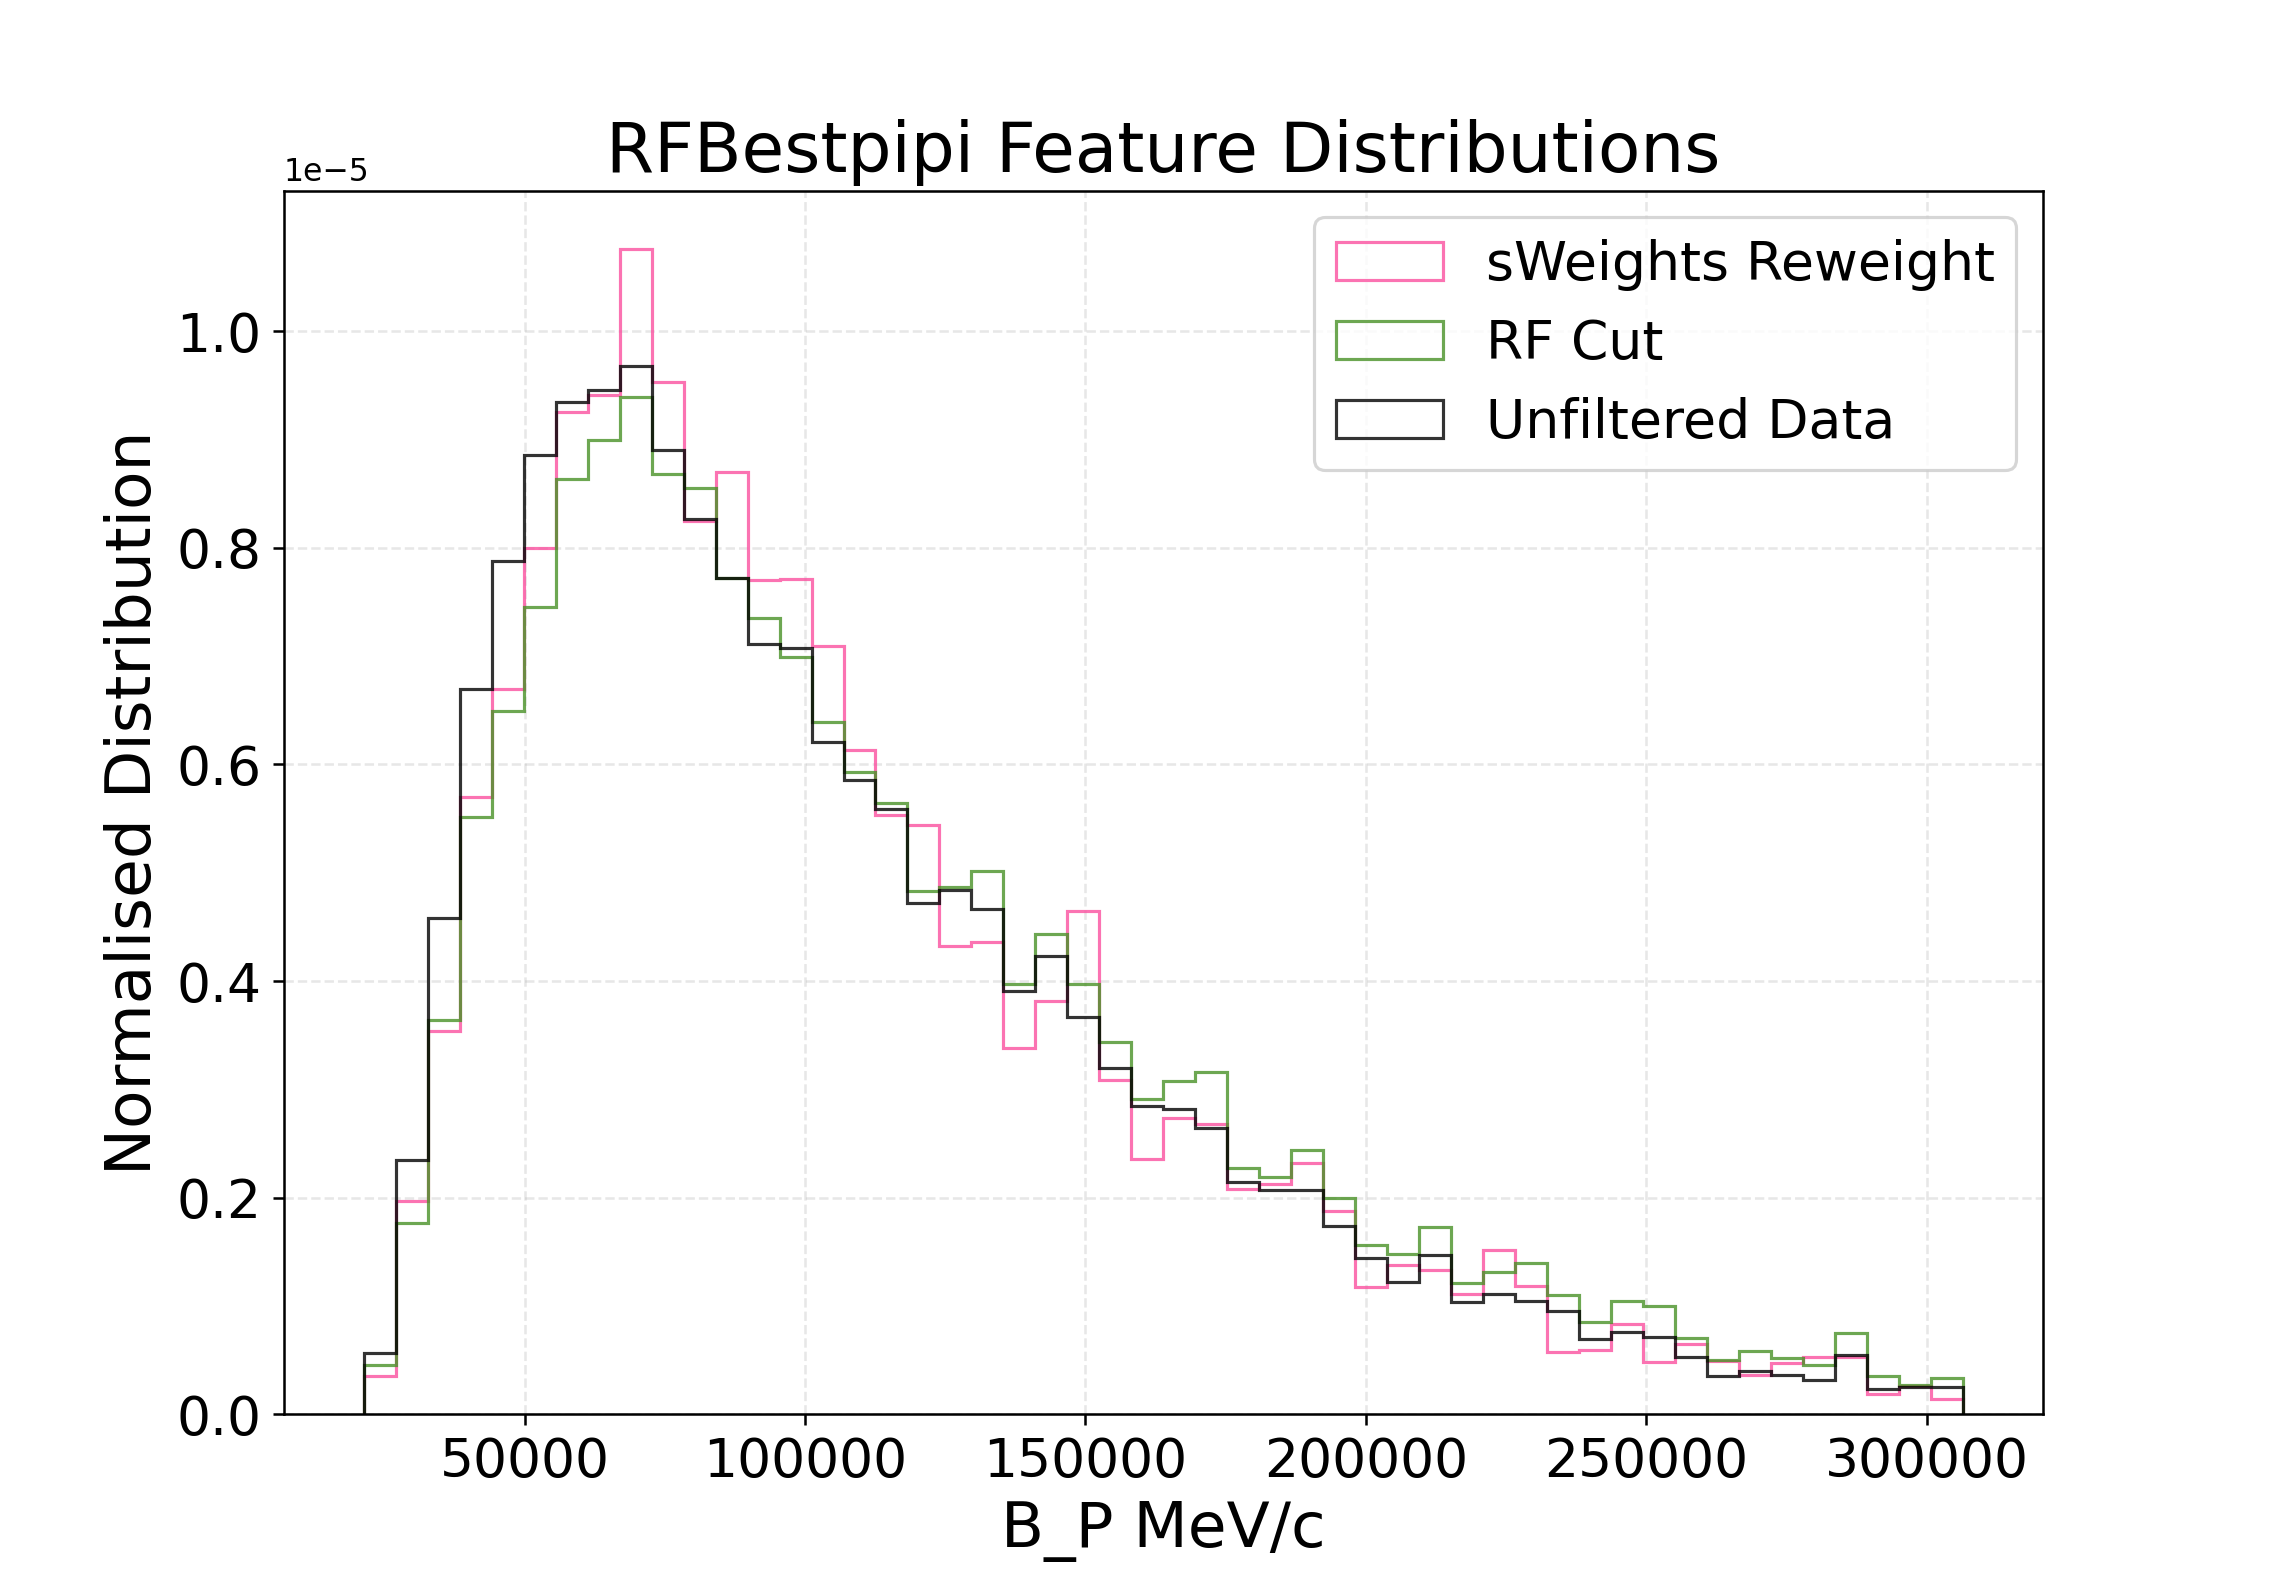 RFBestpipi Feature Distributions
1e−5
sWeights Reweight
RF Cut
Unfiltered Data
Normalised Distribution
1.0
0.8
0.6
0.4
0.2
0.0
50000 100000 150000 200000 250000 300000
B_P MeV/c